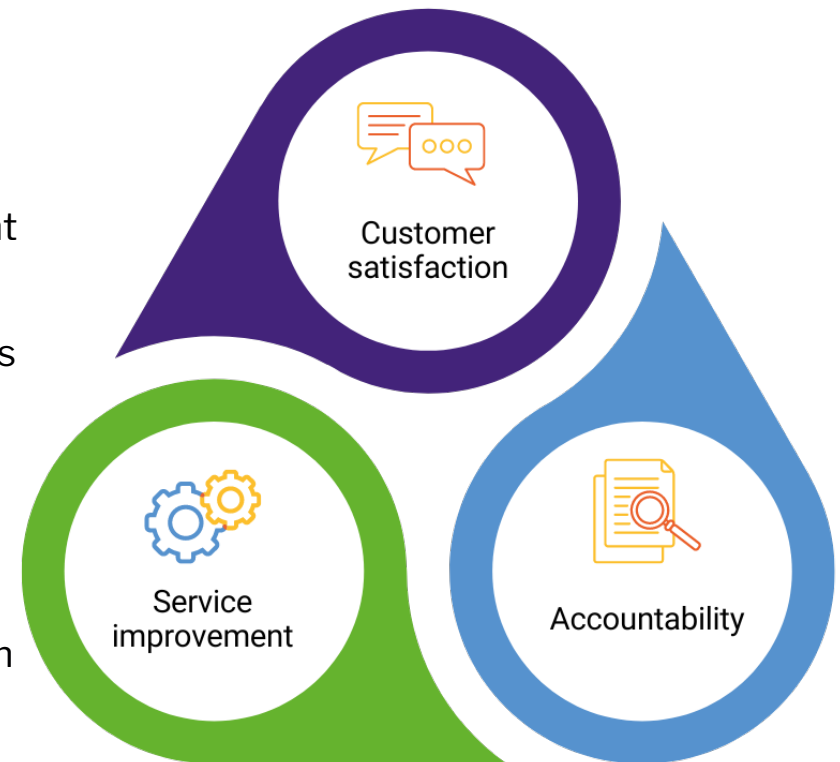 Customer
satisfaction
Service
improvement
Accountability